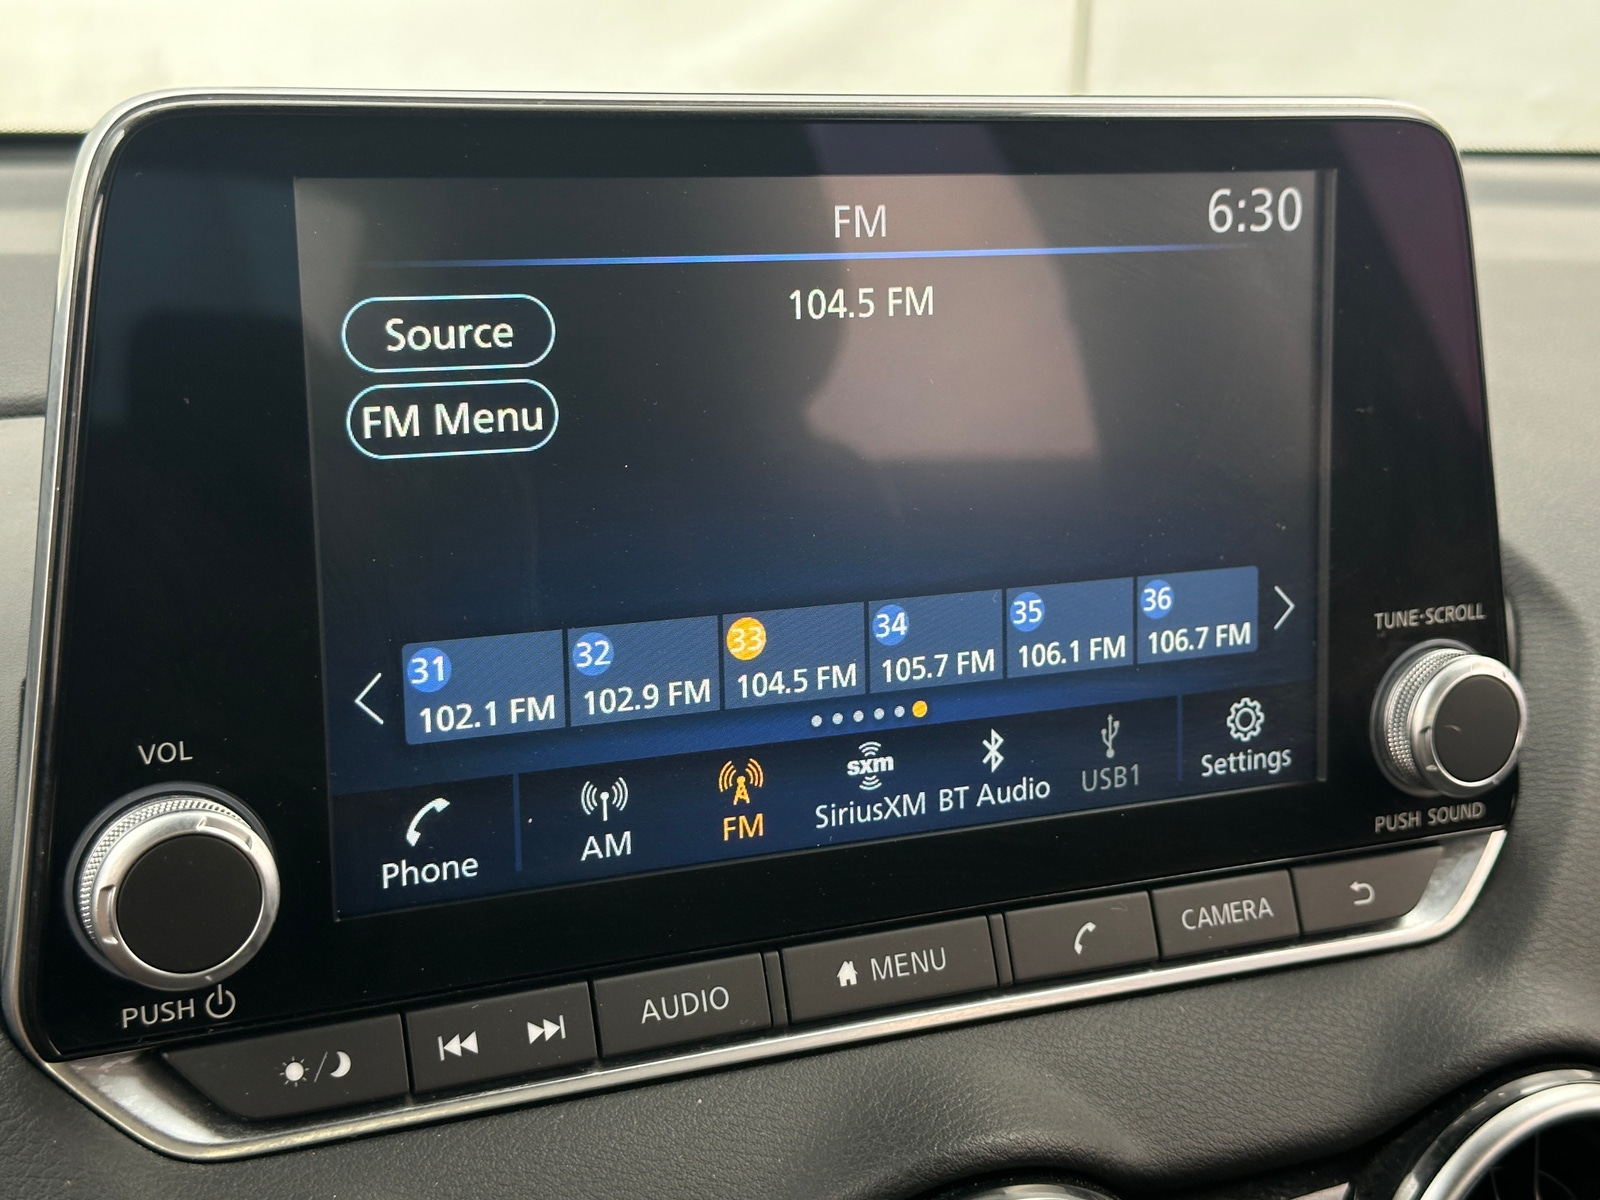 FM
6:30
104.5 FM
Source
FM Menu
31
102.1 FM
32
102.9 FM
33
104.5 FM
34
105.7 FM
35
106.1 FM
36
106.7 FM
Phone
AM
FM
sxm
SiriusXM
BT Audio
USB1
Settings
VOL
PUSH
TUNE·SCROLL
PUSH SOUND
AUDIO
MENU
CAMERA